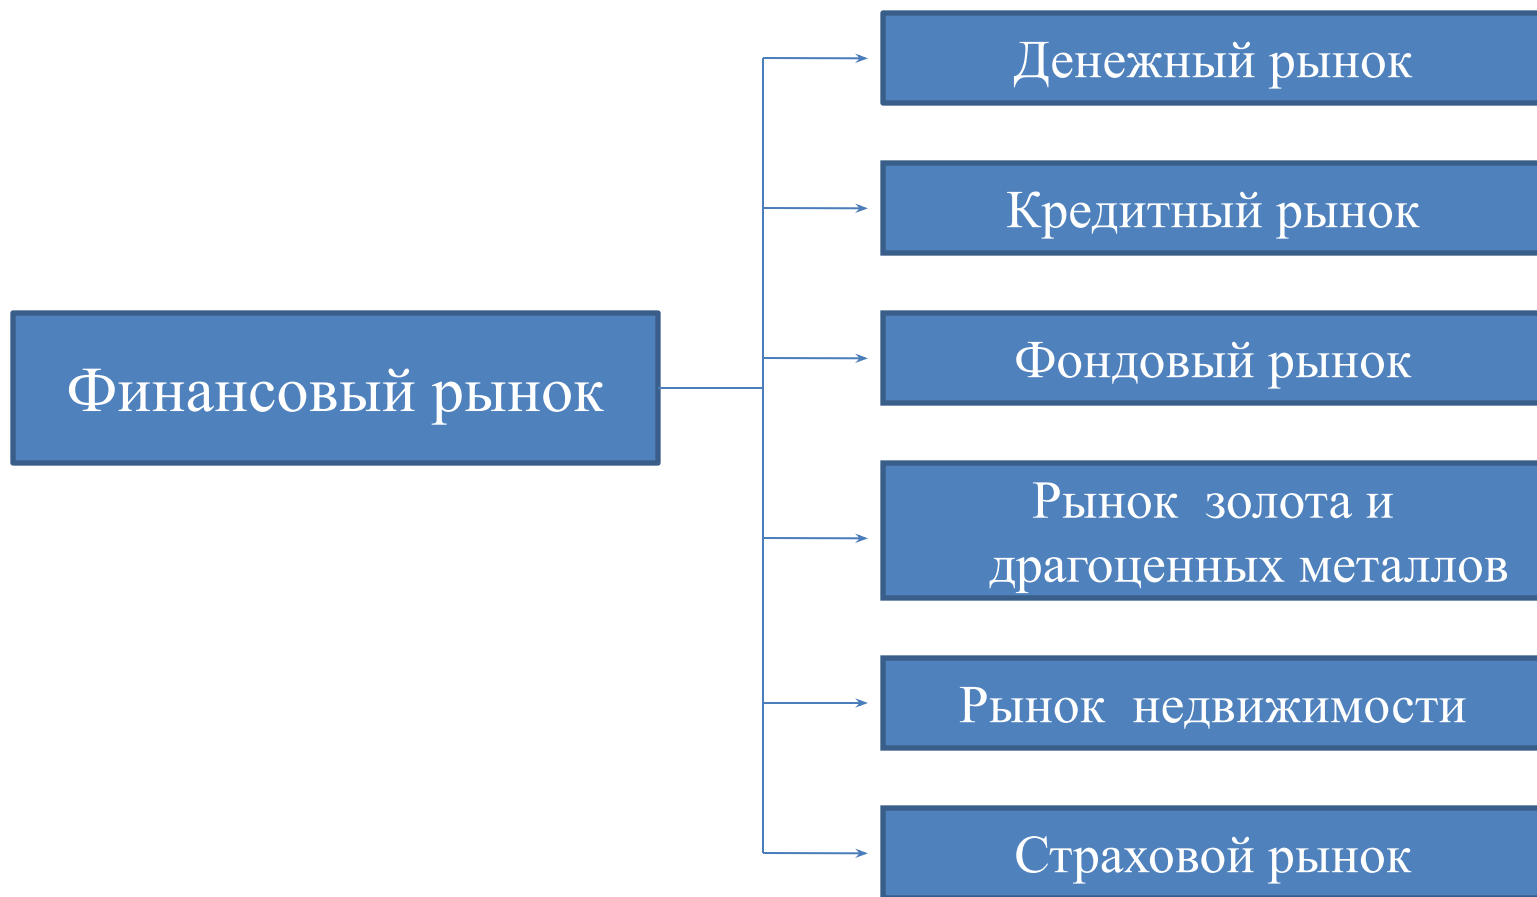 Денежный рынок
Кредитный рынок
Фондовый рынок
Финансовый рынок
Рынок  золота и
драгоценных металлов
Рынок  недвижимости
Страховой рынок